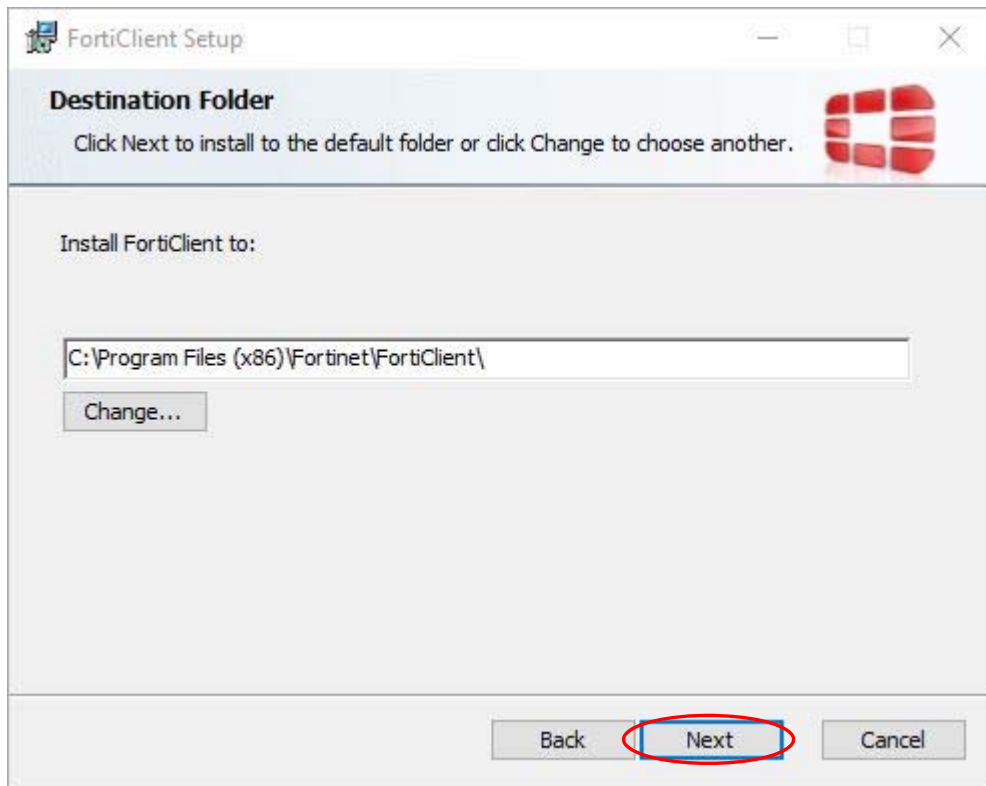 FortiClient Setup
Destination Folder
Click Next to install to the default folder or click Change to choose another.
Install FortiClient to:
C:\Program Files (x86)\Fortinet\FortiClient\
Change...
Back Next Cancel